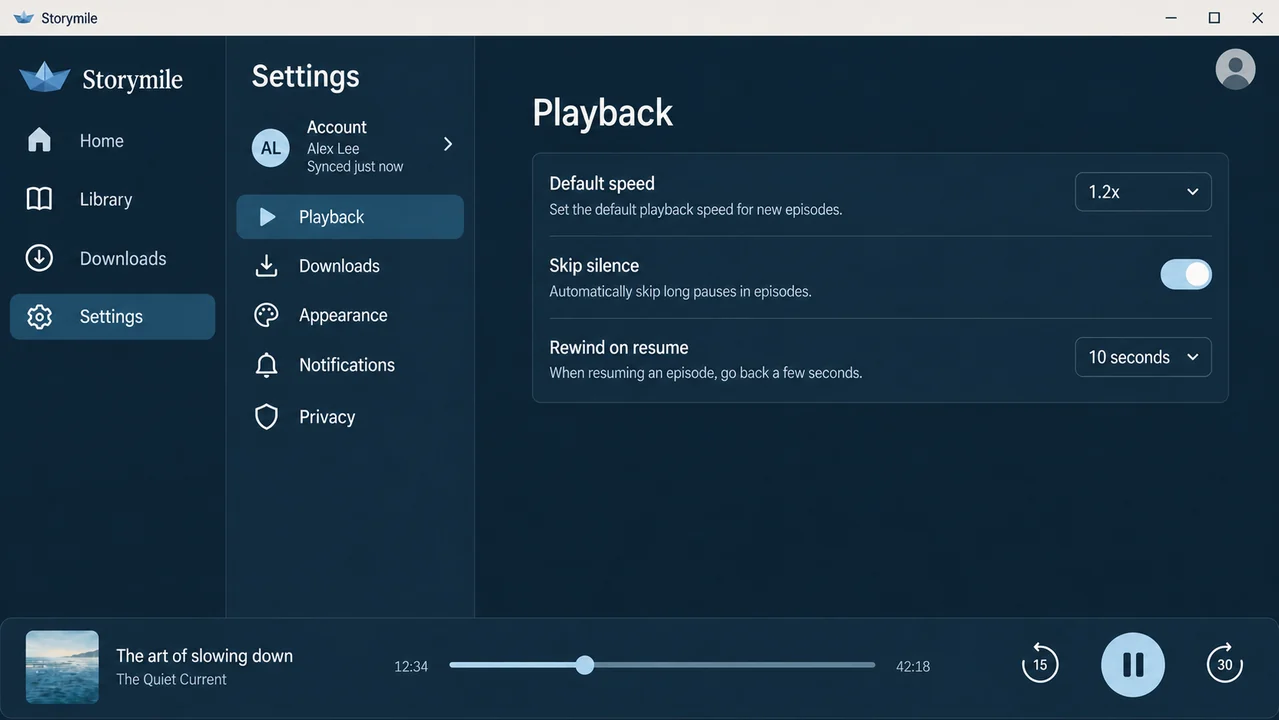 Storymile
Storymile
Home
Library
Downloads
Settings
Settings
AL
Account
Alex Lee
Synced just now
Playback
Downloads
Appearance
Notifications
Privacy
Playback
Default speed
Set the default playback speed for new episodes.
1.2x
Skip silence
Automatically skip long pauses in episodes.
Rewind on resume
When resuming an episode, go back a few seconds.
10 seconds
The art of slowing down
The Quiet Current
12:34
42:18
15
30